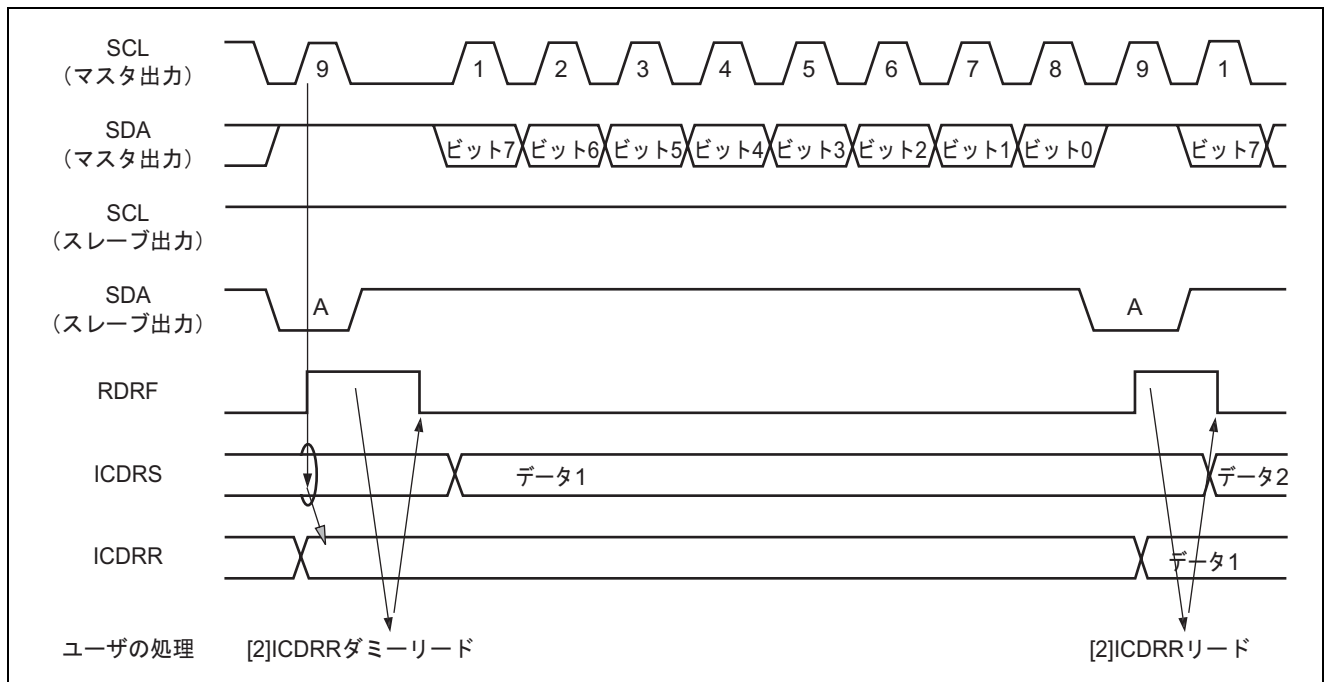 SCL
（マスタ出力）
9 1 2 3 4 5 6 7 8 9 1
SDA
（マスタ出力）
ビット7 ビット6 ビット5 ビット4 ビット3 ビット2 ビット1 ビット0 ビット7
SCL
（スレーブ出力）
SDA
（スレーブ出力）
A A
RDRF
ICDRS
データ1 データ2
ICDRR
データ1
ユーザの処理 [2]ICDRRダミーリード [2]ICDRRリード